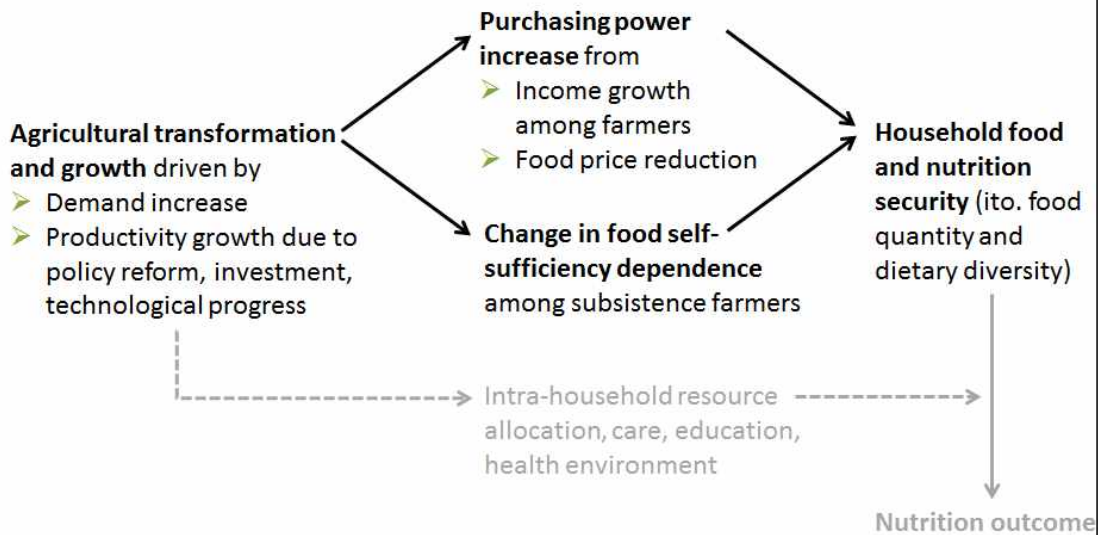 Purchasing power
increase from
Income growth
among farmers
Food price reduction
Agricultural transformation
and growth driven by
Demand increase
Productivity growth due to
policy reform, investment,
technological progress
Change in food self-
sufficiency dependence
among subsistence farmers
Household food
and nutrition
security (ito. food
quantity and
dietary diversity)
Intra-household resource
allocation, care, education,
health environment
Nutrition outcome